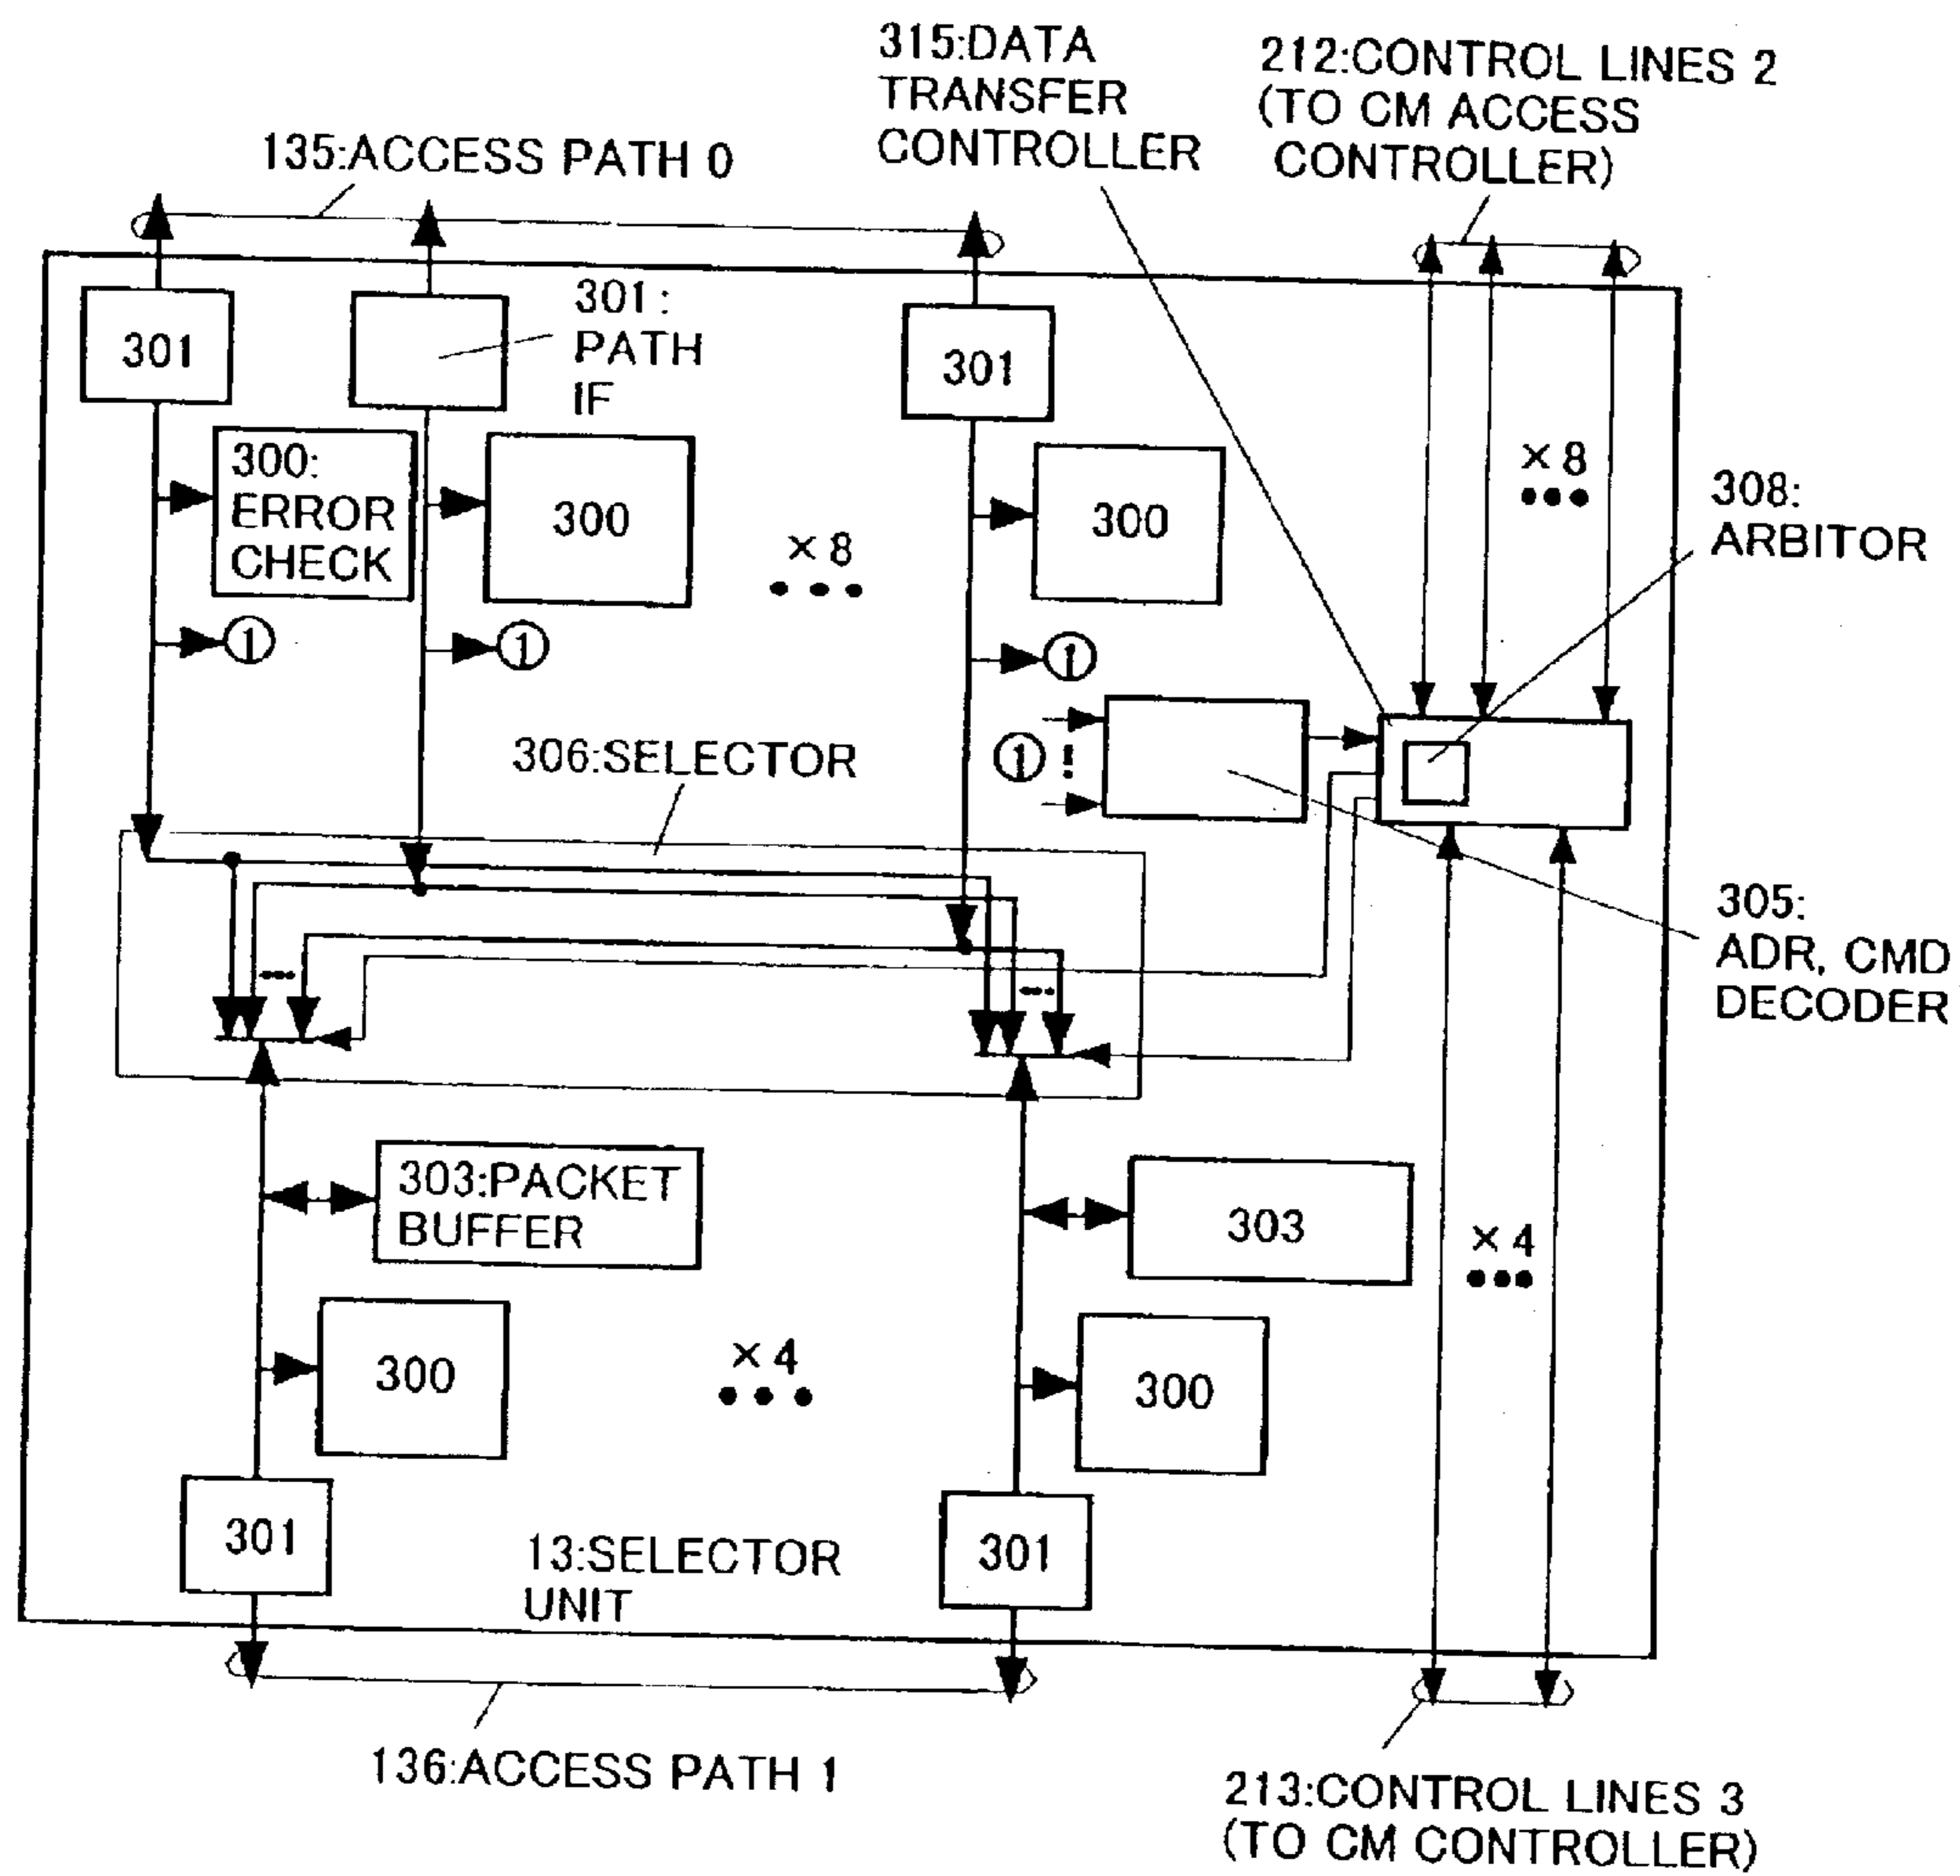 315:DATA
TRANSFER
CONTROLLER
212:CONTROL LINES 2
(TO CM ACCESS
CONTROLLER)
135:ACCESS PATH 0
301
301:
PATH
IF
301
300:
ERROR
CHECK
300
×8
•••
300
×8
•••
308:
ARBITOR
①
①
①
306:SELECTOR
①
305:
ADR, CMD
DECODER
303:PACKET
BUFFER
303
×4
•••
300
×4
•••
300
301
13:SELECTOR
UNIT
301
136:ACCESS PATH 1
213:CONTROL LINES 3
(TO CM CONTROLLER)